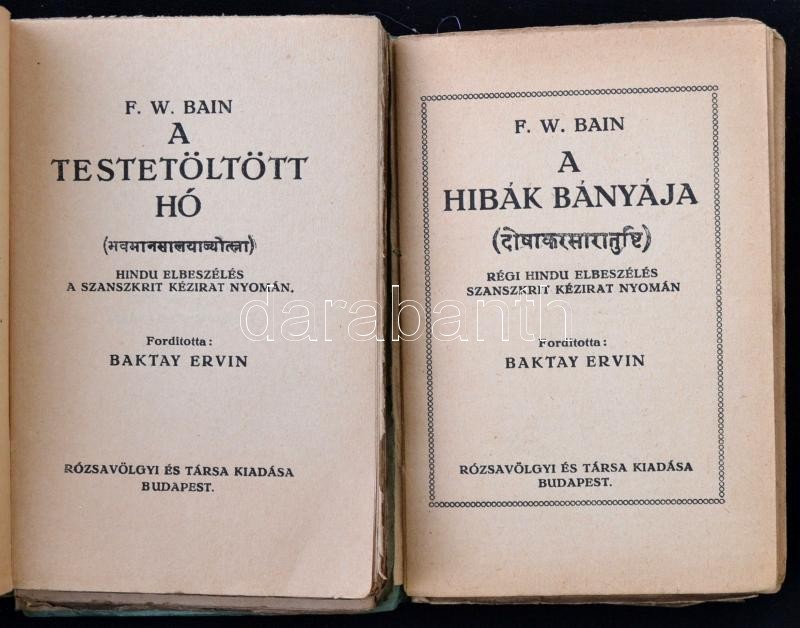 F. W. BAIN
A
TESTETÖLTÖTT
HÓ
HINDU ELBESZÉLÉS
A SZANSZKRIT KÉZIRAT NYOMÁN.
Forditotta:
BAKTAY ERVIN
RÓZSAVÖLGYI ÉS TÁRSA KIADÁSA
BUDAPEST.
F. W. BAIN
A
HIBÁK BÁNYÁJA
(दोषाकरसारातुष्टि)
RÉGI HINDU ELBESZÉLÉS
SZANSZKRIT KÉZIRAT NYOMÁN
Forditotta:
BAKTAY ERVIN
RÓZSAVÖLGYI ÉS TÁRSA KIADÁSA
BUDAPEST.
darabanth